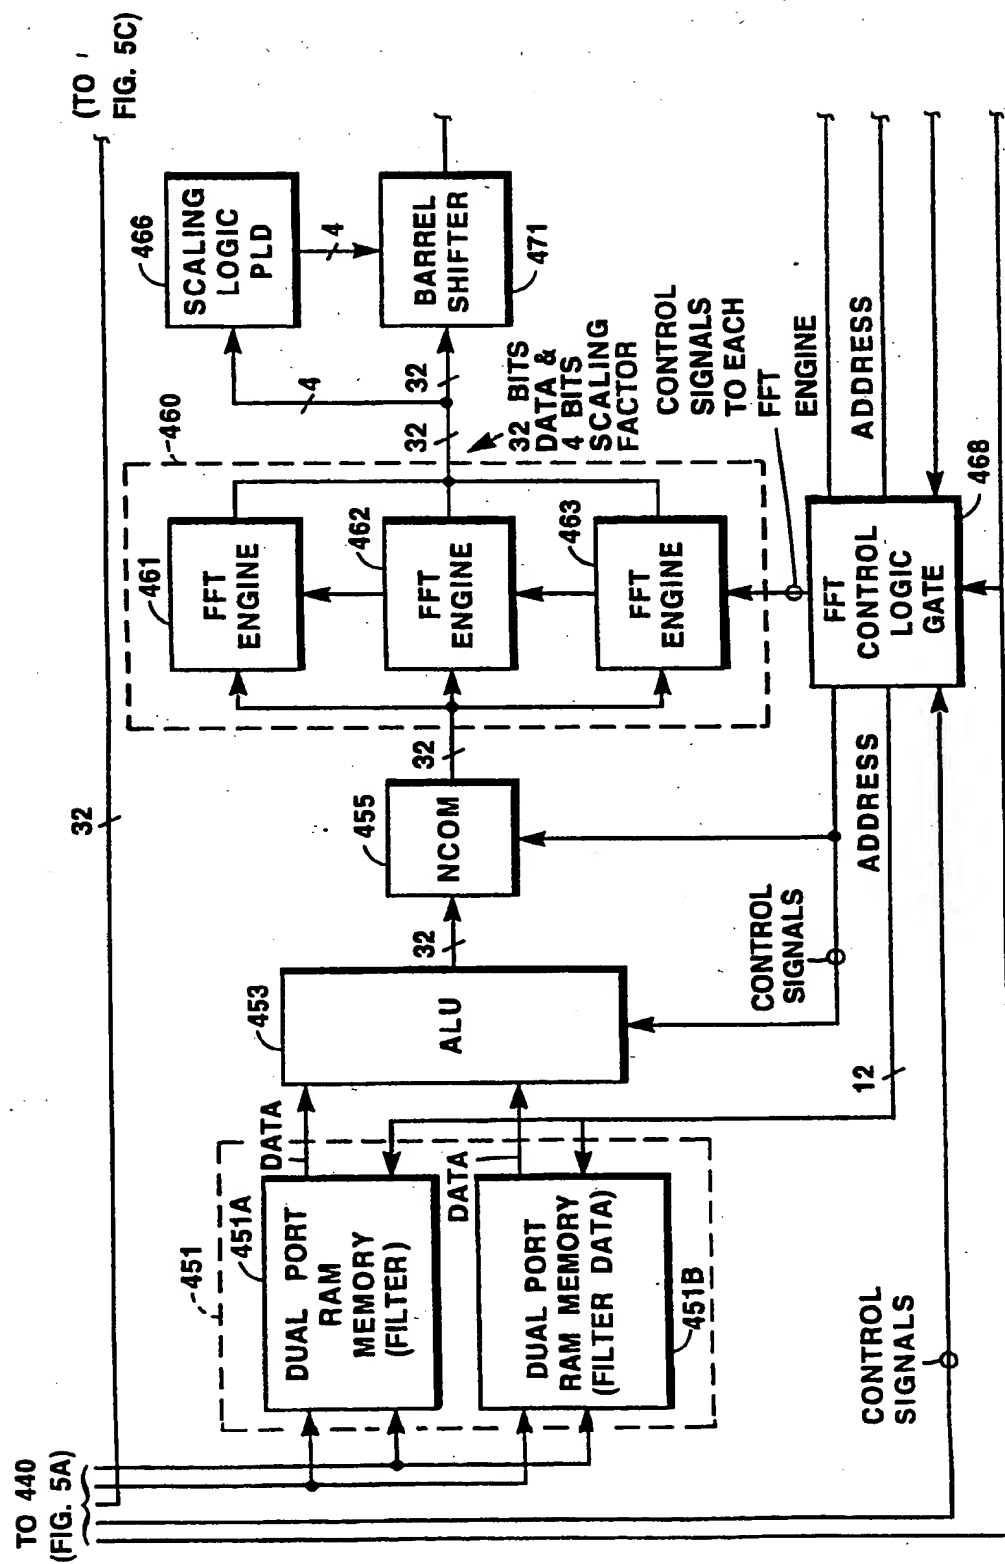 TO 440
(FIG. 5A)
32
(TO
FIG. 5C)
451
451A
DUAL PORT
RAM
MEMORY
(FILTER)
DATA
DUAL PORT
RAM MEMORY
(FILTER DATA)
451B
DATA
453
ALU
32
455
NCOM
32
460
461
FFT
ENGINE
462
FFT
ENGINE
463
FFT
ENGINE
32
32
32 BITS
DATA &
4 BITS
SCALING
FACTOR
4
466
SCALING
LOGIC
PLD
4
BARREL
SHIFTER
471
CONTROL
SIGNALS
TO EACH
FFT
ENGINE
CONTROL
SIGNALS
ADDRESS
12
FFT
CONTROL
LOGIC
GATE
468
ADDRESS
CONTROL
SIGNALS